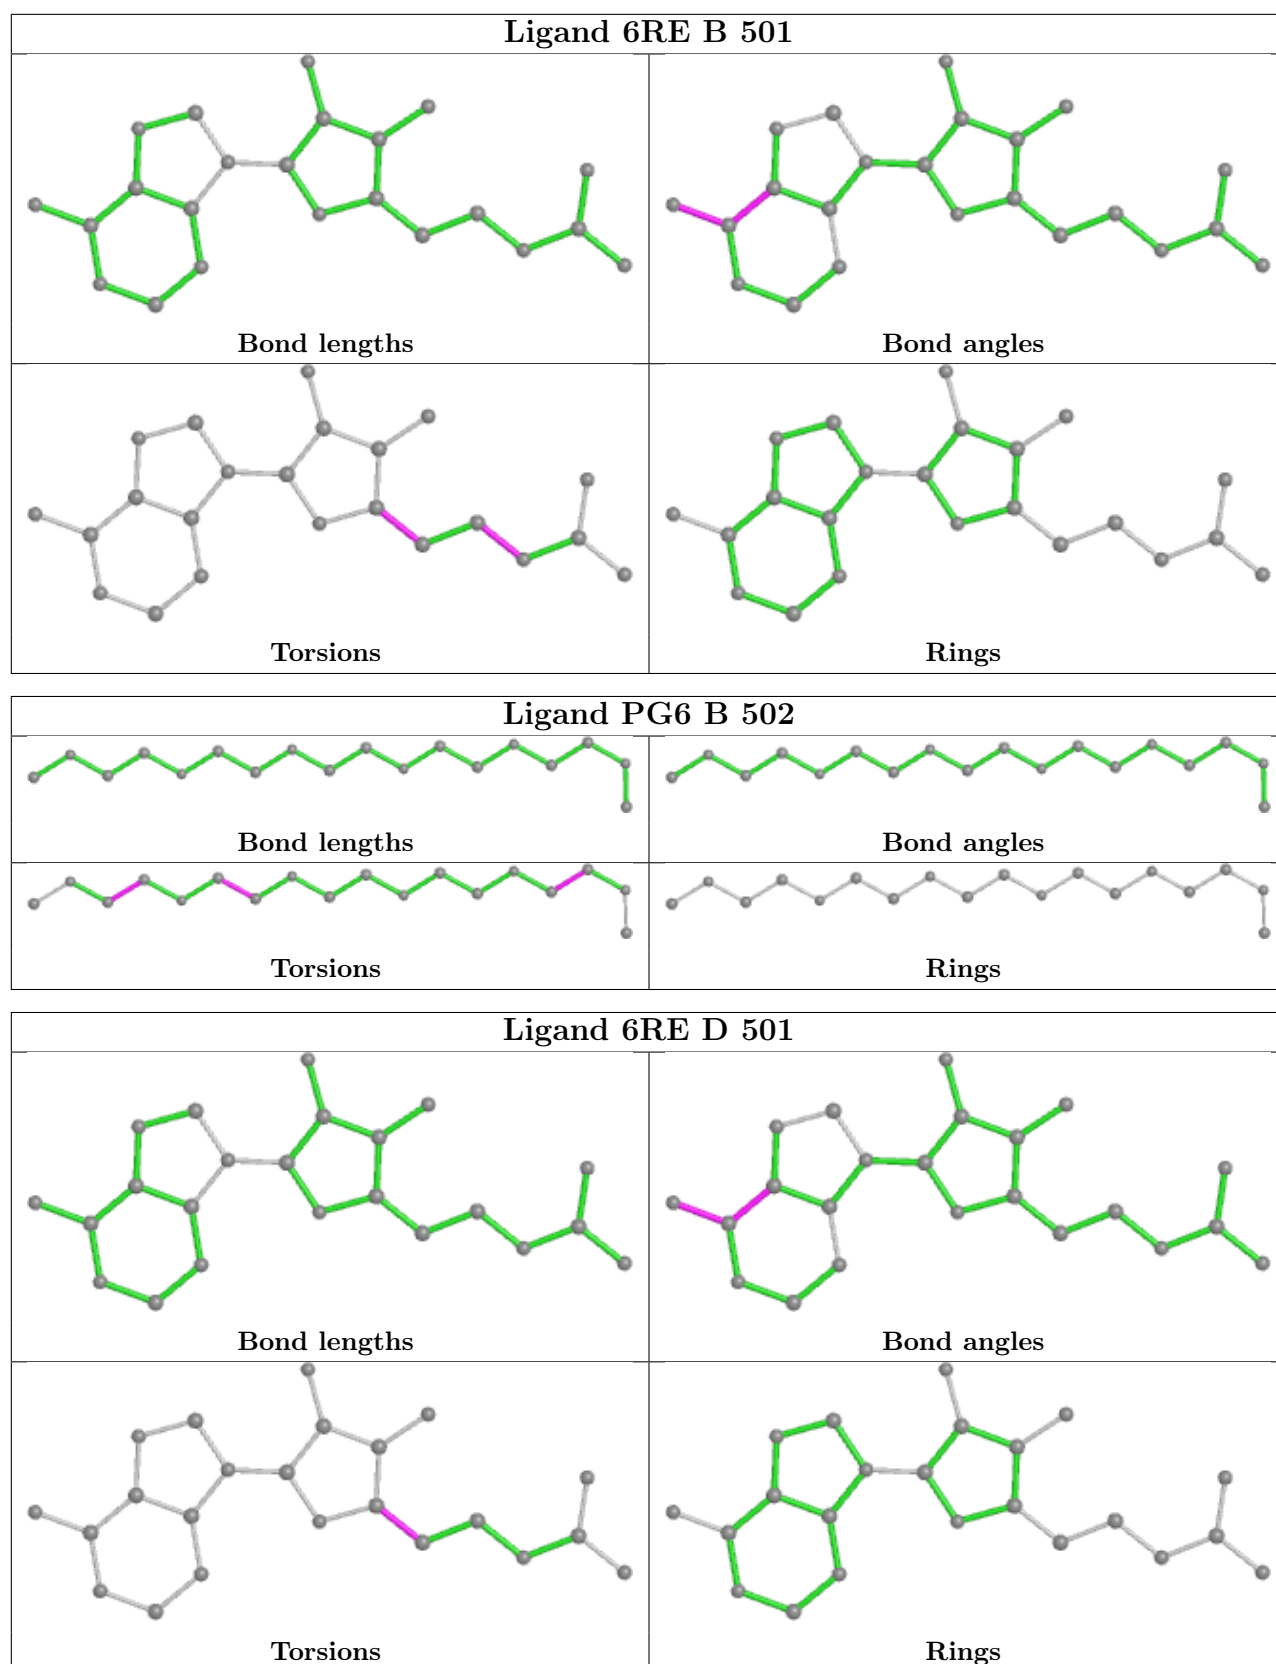 Ligand 6RE B 501
Bond lengths
Bond angles
Torsions
Rings
Ligand PG6 B 502
Bond lengths
Bond angles
Torsions
Rings
Ligand 6RE D 501
Bond lengths
Bond angles
Torsions
Rings